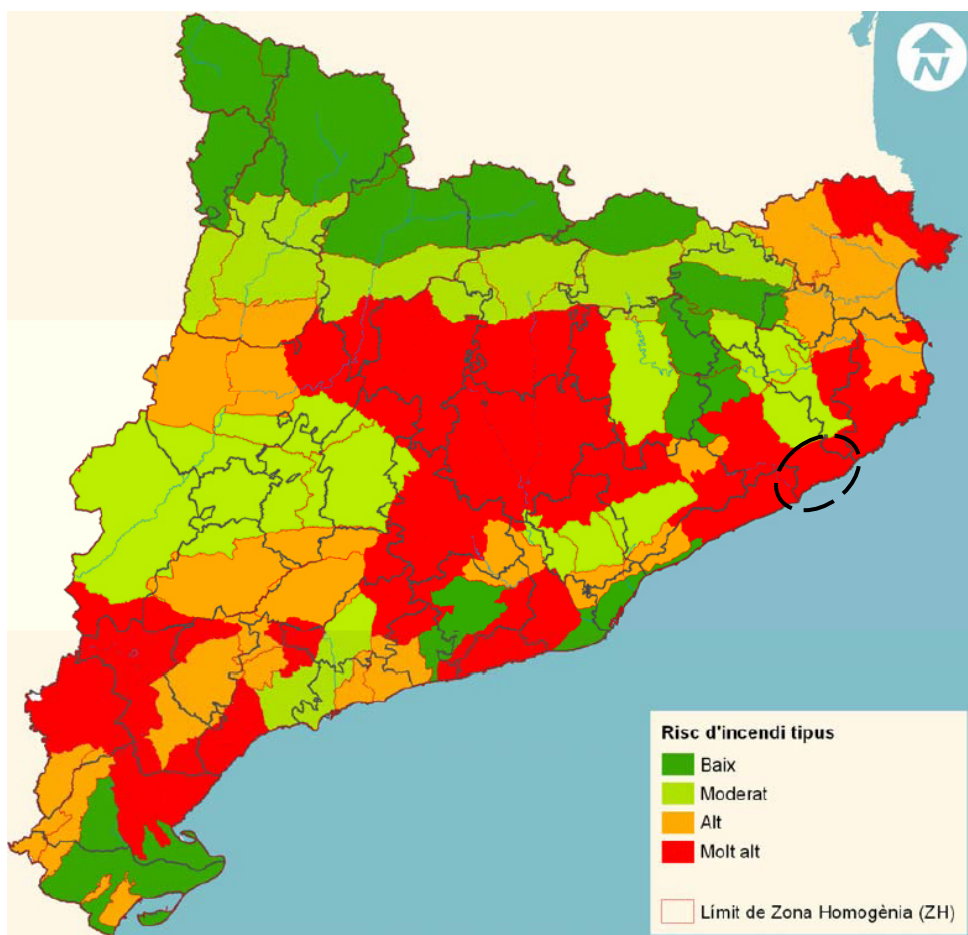 N
Risc d'incendi tipus
Baix
Moderat
Alt
Molt alt
Límit de Zona Homogènia (ZH)